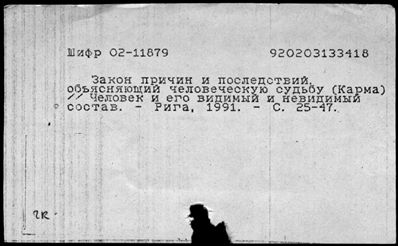 Шифр 02-11879 920203133418
Закон причин и последствий,
объясняющий человеческую судьбу (Карма)
// Человек и его видимый и невидимый
состав. - Рига, 1991. - С. 25-47.
2к